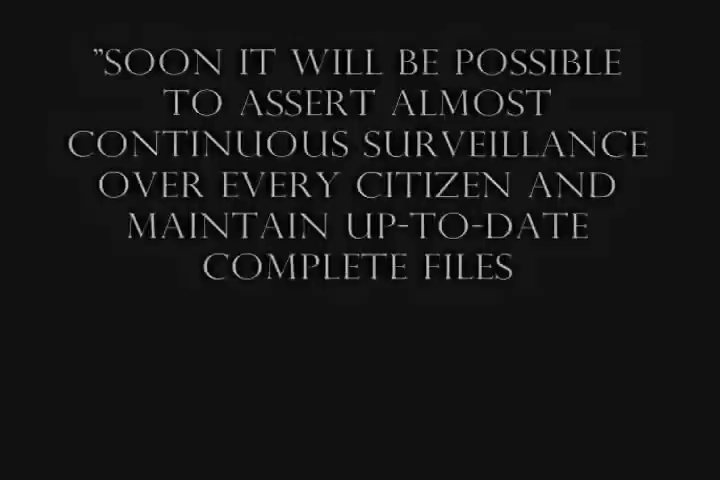 "SOON IT WILL BE POSSIBLE
TO ASSERT ALMOST
CONTINUOUS SURVEILLANCE
OVER EVERY CITIZEN AND
MAINTAIN UP-TO-DATE
COMPLETE FILES